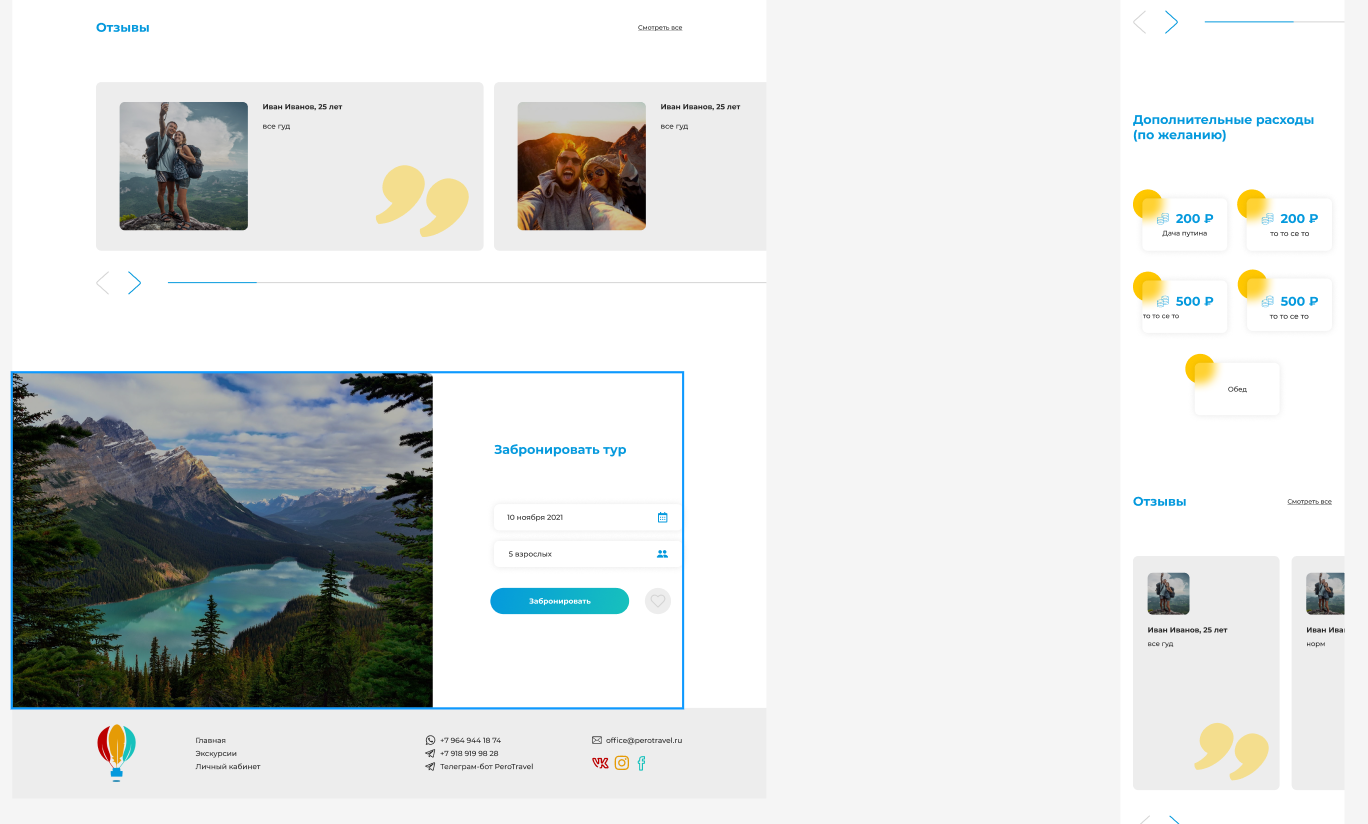 Отзывы
Смотреть все
Иван Иванов, 25 лет
все гуд
Иван Иванов, 25 лет
все гуд
Забронировать тур
10 ноября 2021
5 взрослых
Забронировать
Главная
Экскурсии
Личный кабинет
+7 964 944 18 74
+7 918 919 98 28
Телеграм-бот PeroTravel
office@perotravel.ru
Дополнительные расходы
(по желанию)
200 ₽
Дача путина
200 ₽
то то се то
500 ₽
то то се то
500 ₽
то то се то
Обед
Отзывы
Смотреть все
Иван Иванов, 25 лет
все гуд
Иван Ива
норм